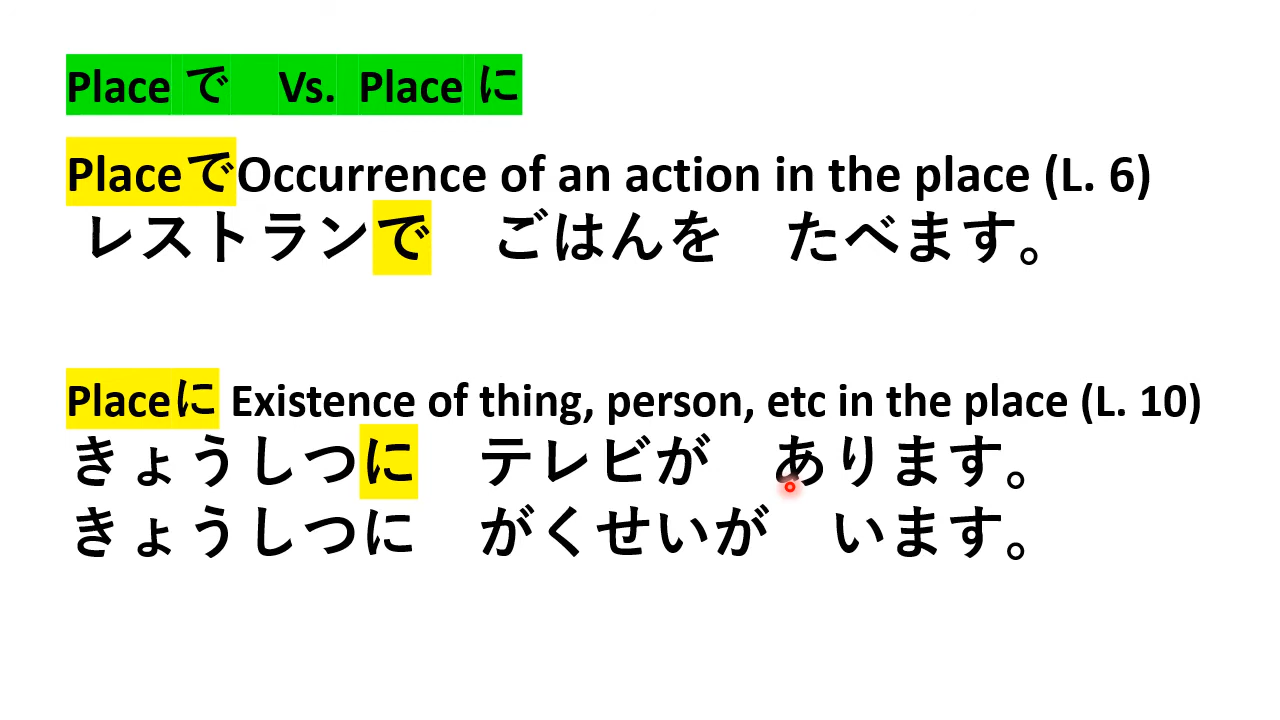 Place で　Vs. Place に
Placeで Occurrence of an action in the place (L. 6)
レストランで　ごはんを　たべます。
Placeに Existence of thing, person, etc in the place (L. 10)
きょうしつに　テレビが　あります。
きょうしつに　がくせいが　います。